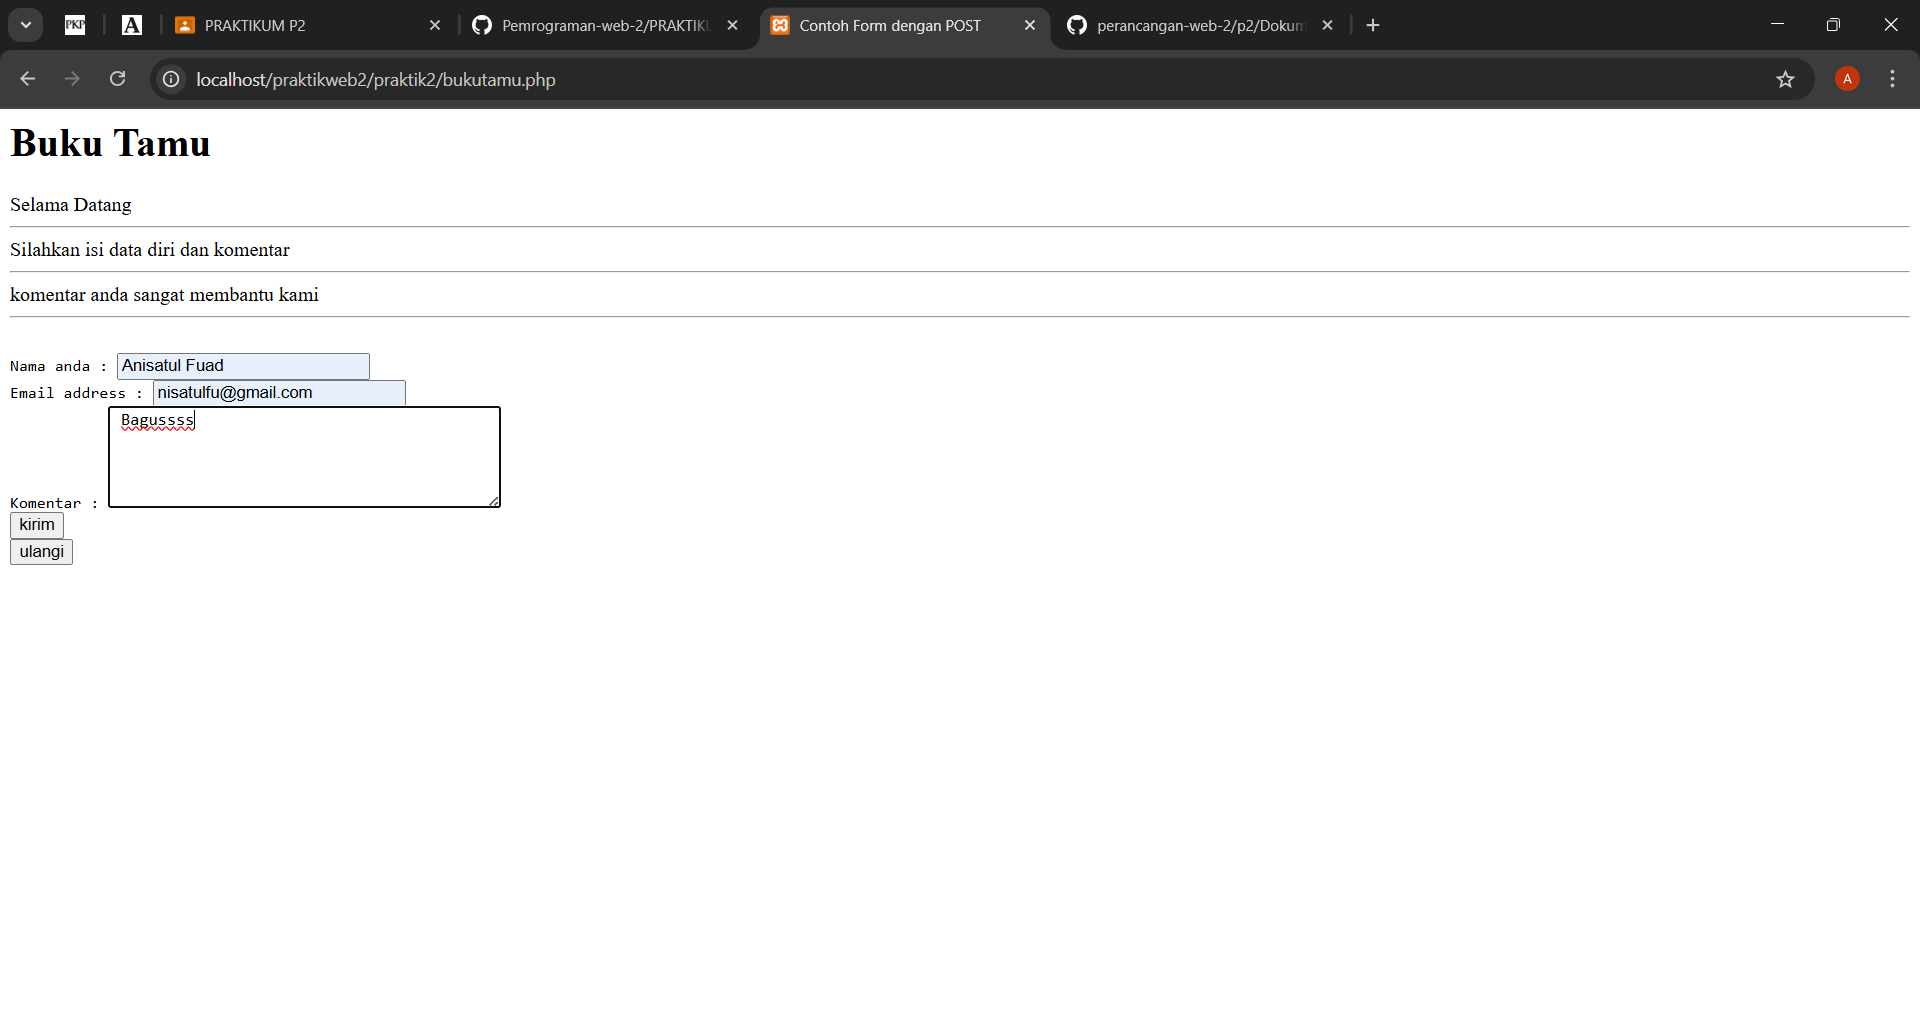 PKP
A
PRAKTIKUM P2
Pemrograman-web-2/PRAKTIKU
Contoh Form dengan POST
perancangan-web-2/p2/Dokum
localhost/praktikweb2/praktik2/bukutamu.php
A
Buku Tamu
Selama Datang
Silahkan isi data diri dan komentar
komentar anda sangat membantu kami
Nama anda : Anisatul Fuad
Email address : nisatulfu@gmail.com
Bagussss
Komentar :
kirim
ulangi